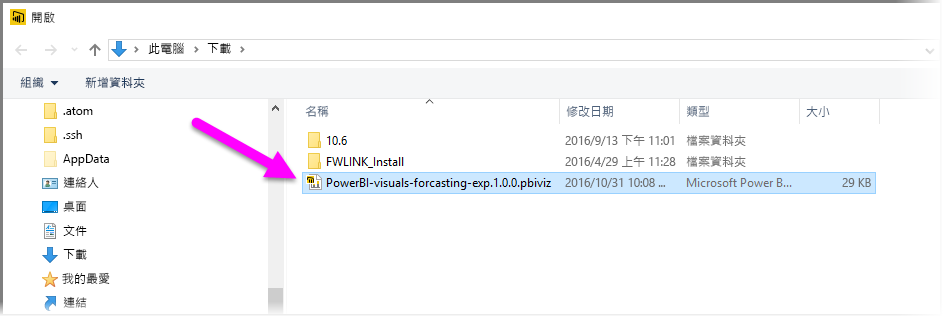 開啟
此電腦 > 下載 >
組織 新增資料夾
.atom
.ssh
AppData
連絡人
桌面
文件
下載
我的最愛
連結
名稱 修改日期 類型 大小
10.6 2016/9/13 下午 11:01 檔案資料夾
FWLINK_Install 2016/4/29 上午 11:28 檔案資料夾
PowerBI-visuals-forcasting-exp.1.0.0.pbiviz 2016/10/31 10:08 ... Microsoft Power B... 29 KB